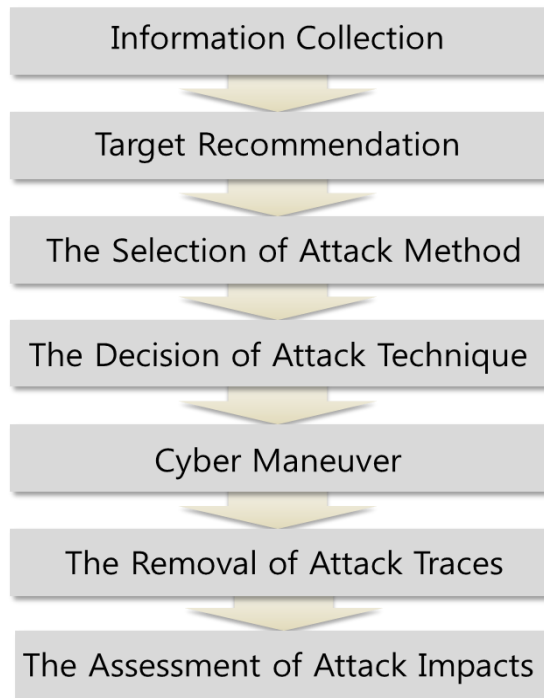 Information Collection
Target Recommendation
The Selection of Attack Method
The Decision of Attack Technique
Cyber Maneuver
The Removal of Attack Traces
The Assessment of Attack Impacts